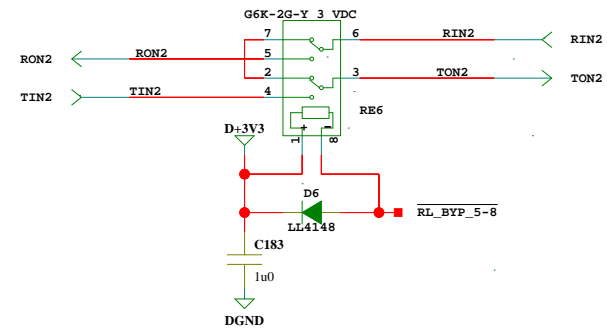 G6K-2G-Y 3 VDC
7 6 RIN2 RIN2
RON2 RON2 5
2 3 TON2 TON2
TIN2 TIN2 4
RE6
+ −
D+3V3 1 8
D6
RL_BYP_5-8
LL4148
C183
1u0
DGND